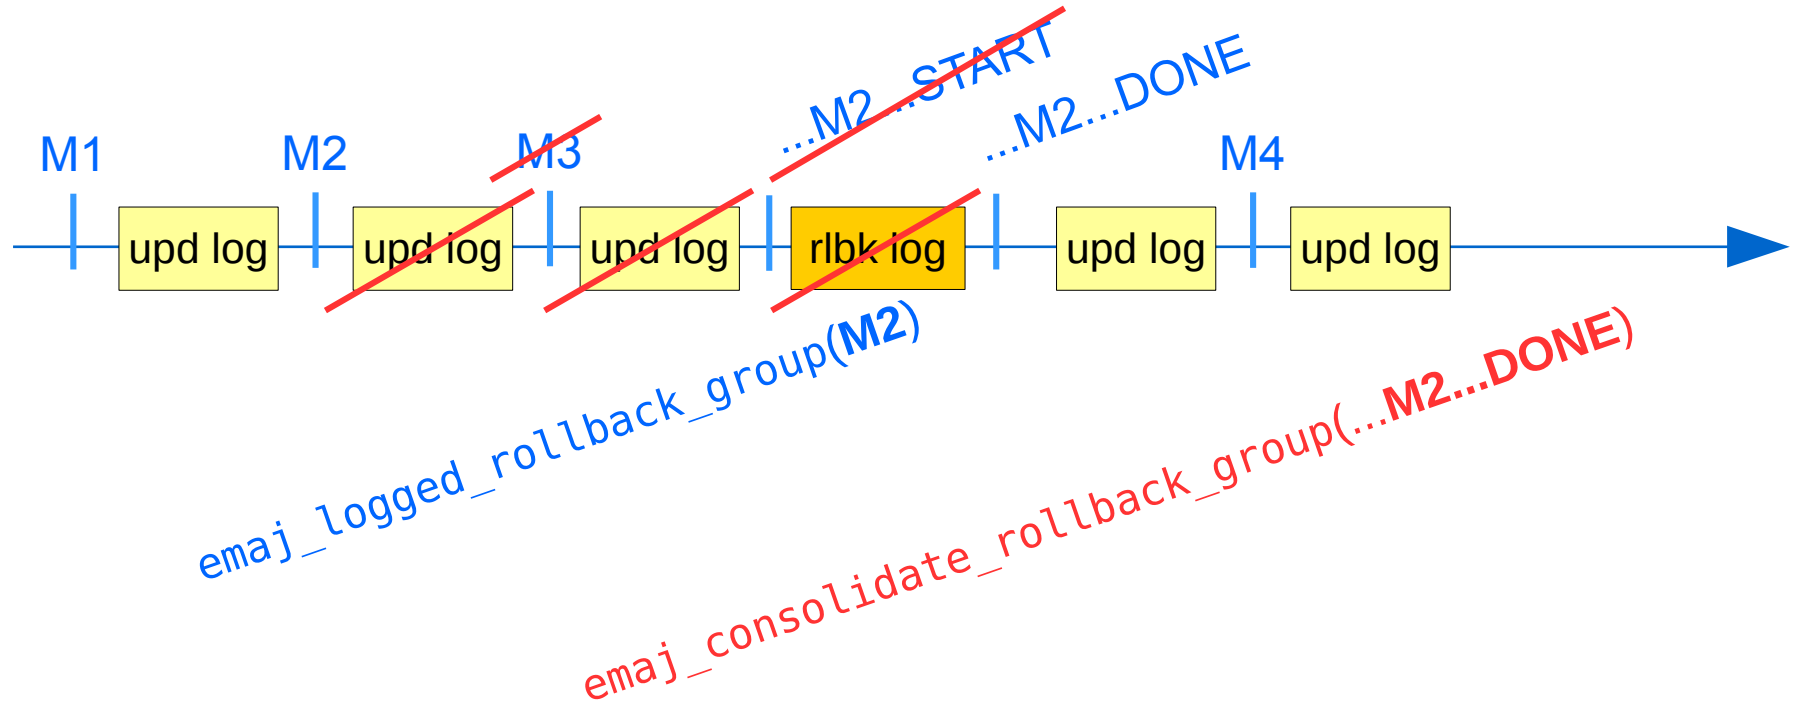 ...M2...START
...M2...DONE
M1
M2
M3
M4
upd log
upd log
upd log
rlbk log
upd log
upd log
emaj_logged_rollback_group(M2)
emaj_consolidate_rollback_group(...M2...DONE)